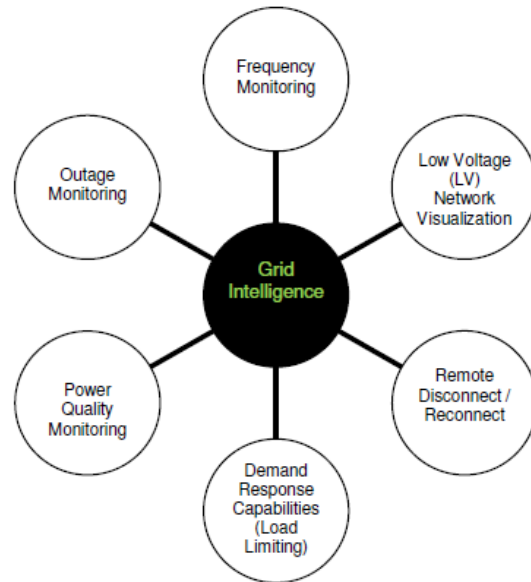 Frequency
Monitoring
Outage
Monitoring
Low Voltage
(LV)
Network
Visualization
Grid
Intelligence
Power
Quality
Monitoring
Remote
Disconnect /
Reconnect
Demand
Response
Capabilities
(Load
Limiting)